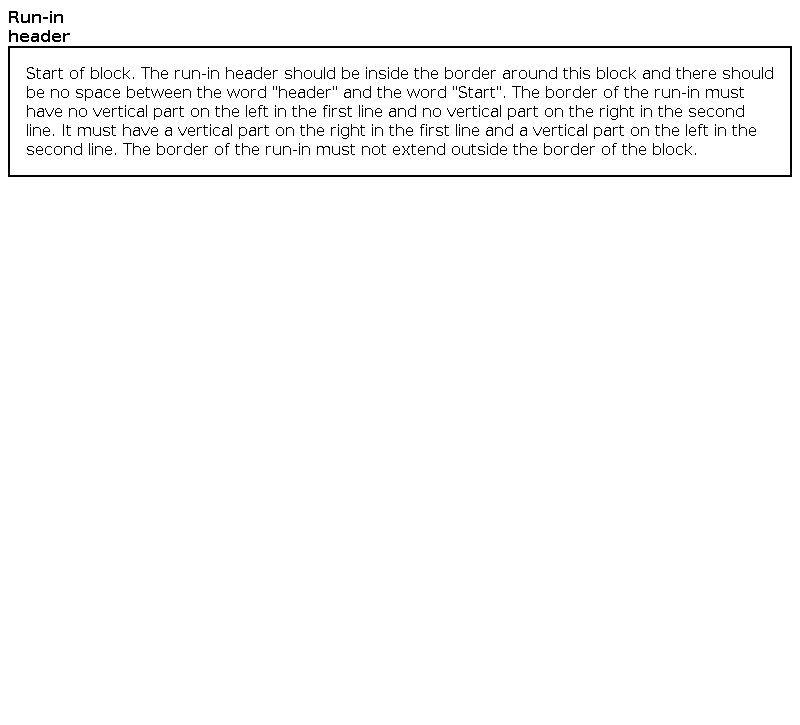 Run-in
header
Start of block. The run-in header should be inside the border around this block and there should
be no space between the word "header" and the word "Start". The border of the run-in must
have no vertical part on the left in the first line and no vertical part on the right in the second
line. It must have a vertical part on the right in the first line and a vertical part on the left in the
second line. The border of the run-in must not extend outside the border of the block.